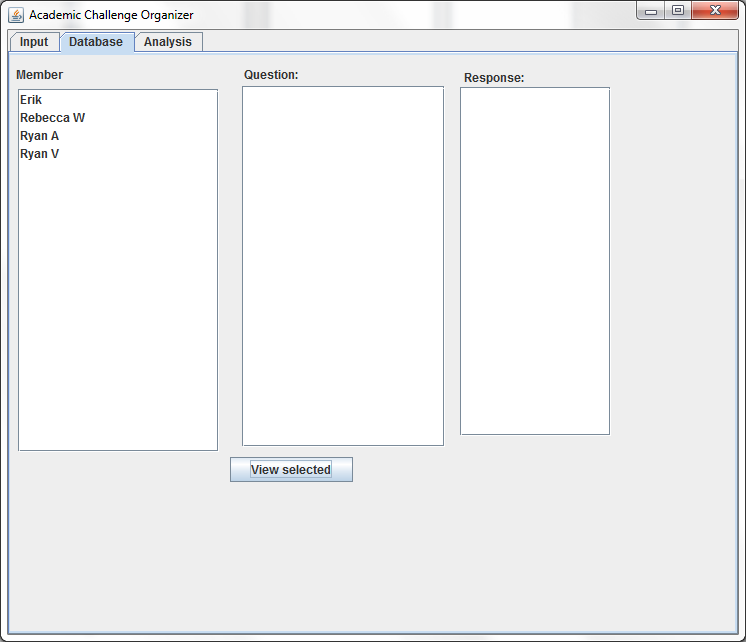 Academic Challenge Organizer
Input Database Analysis
Member Question: Response:
Erik
Rebecca W
Ryan A
Ryan V
View selected